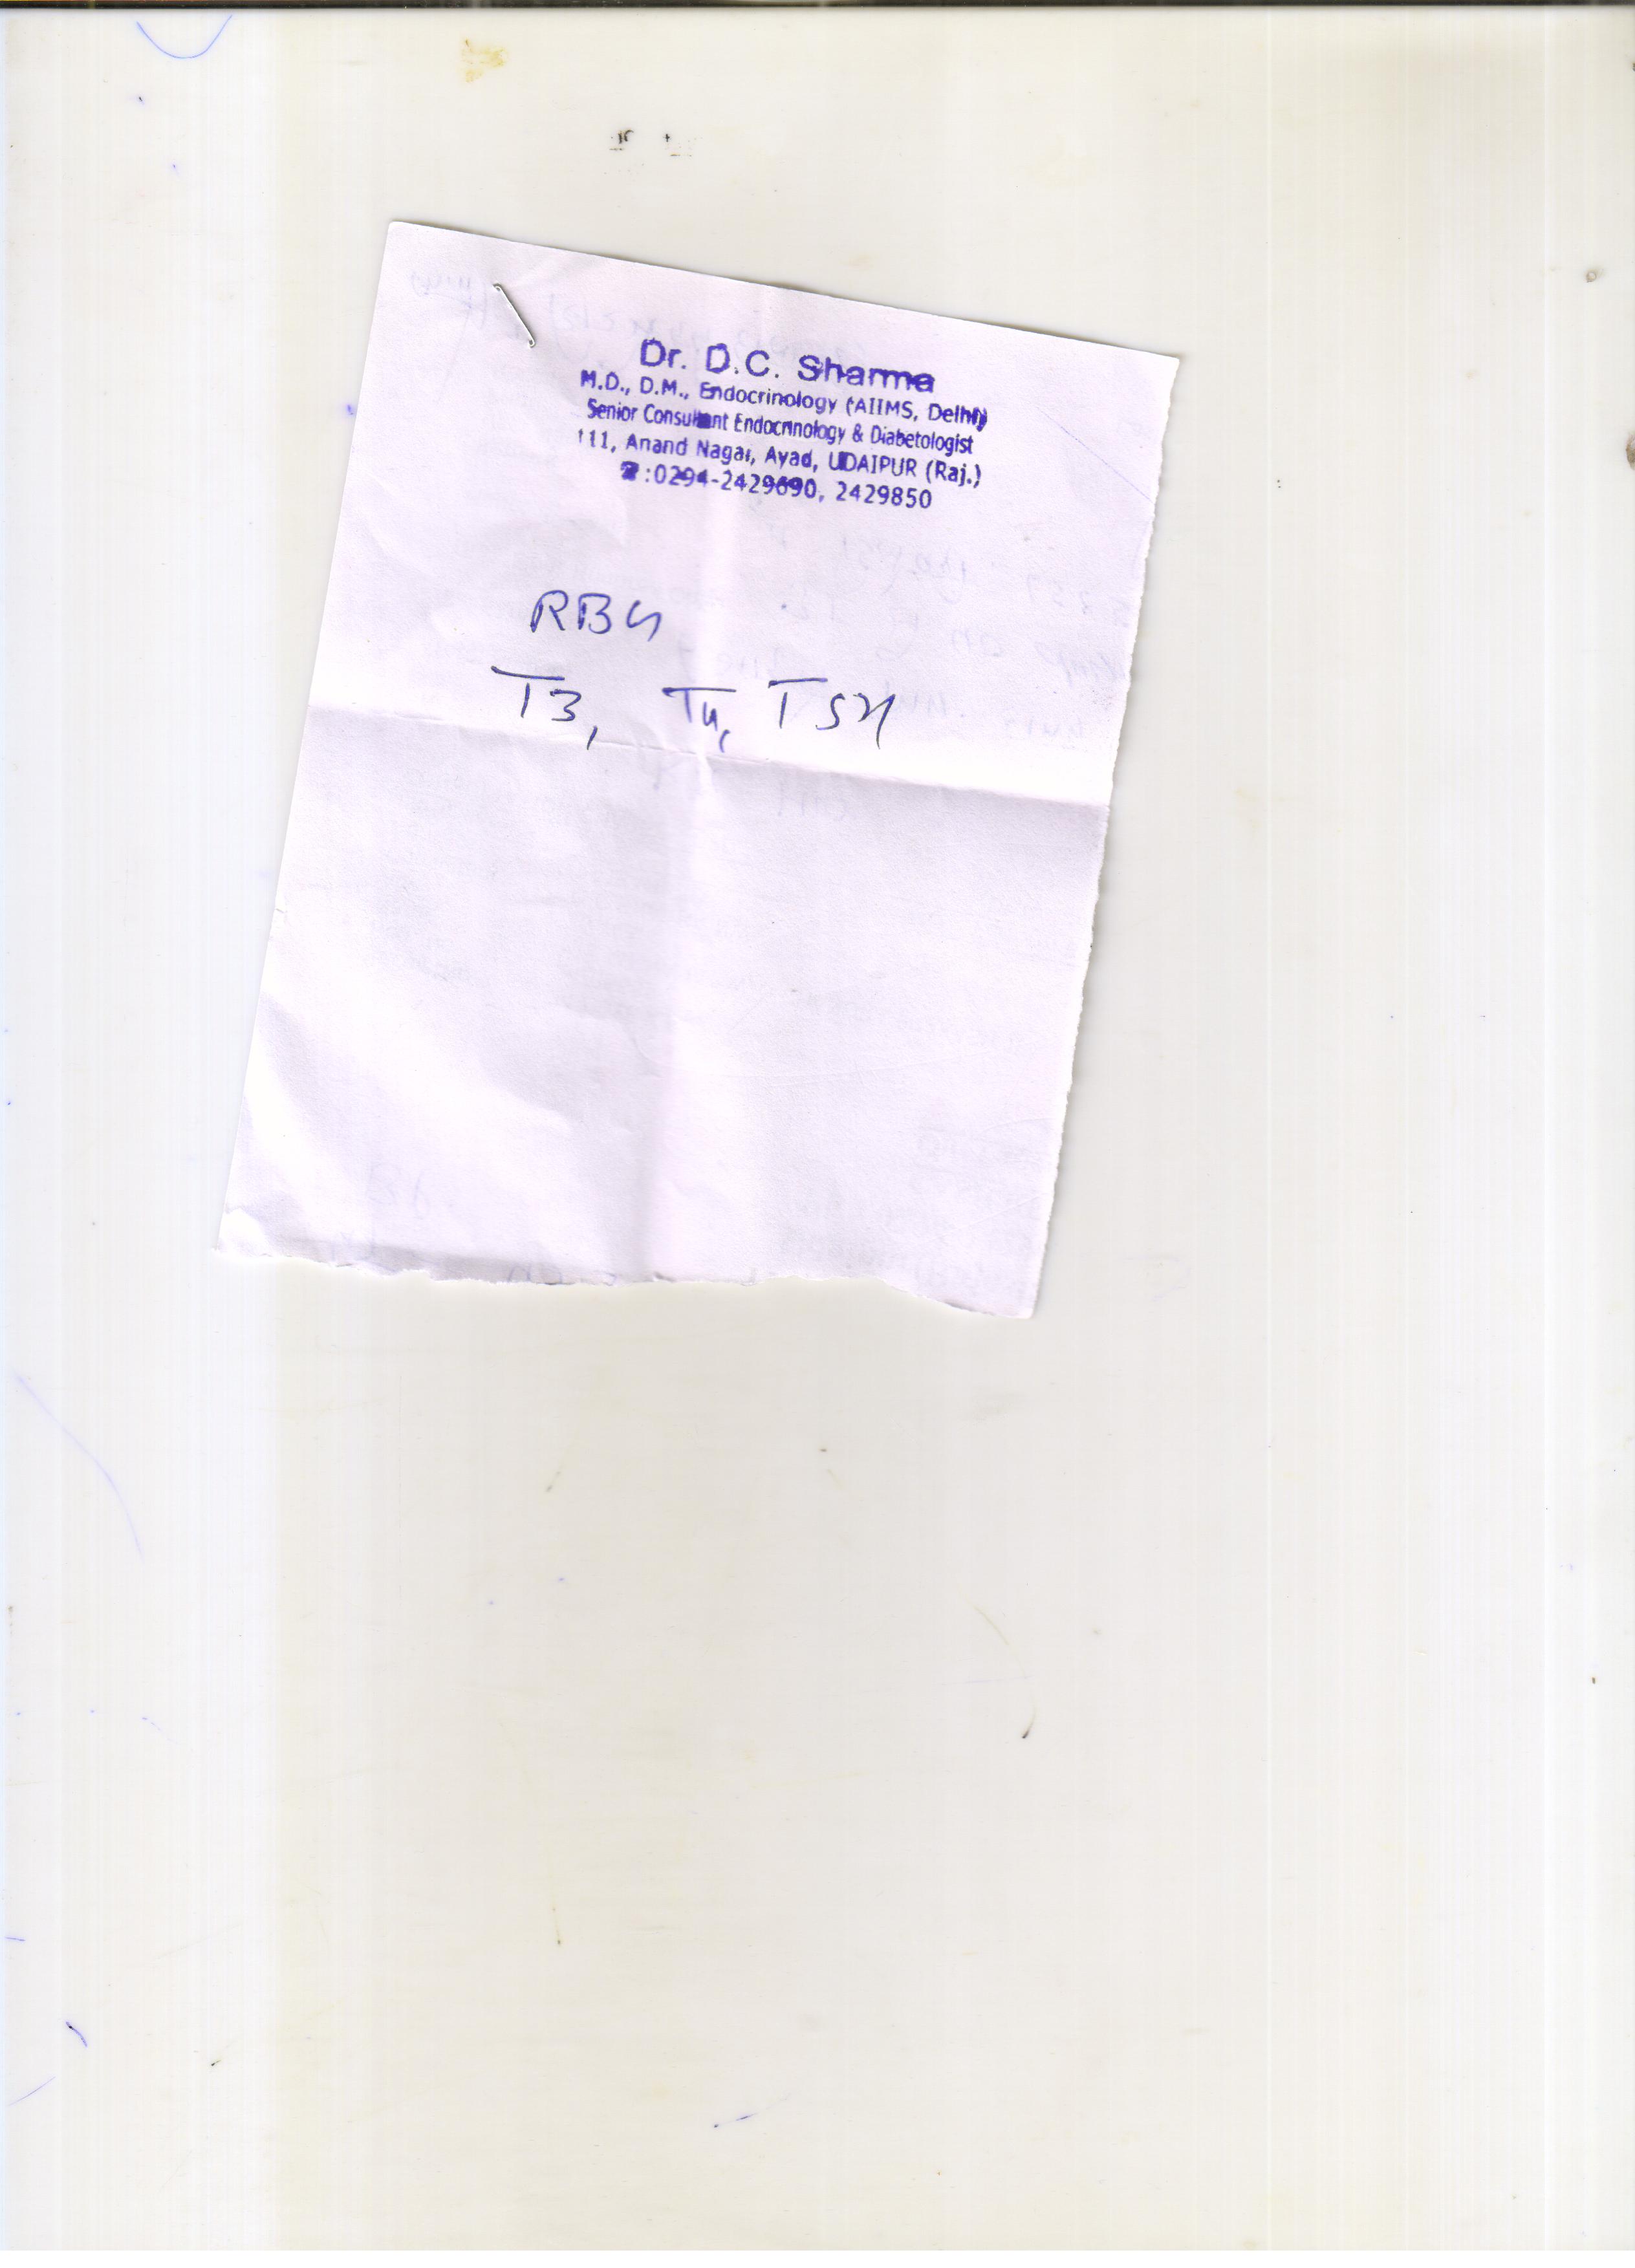 Dr. D.C. Sharma
M.D., D.M., Endocrinology (AIIMS, Delhi)
Senior Consultant Endocrinology & Diabetologist
111, Anand Nagar, Ayad, UDAIPUR (Raj.)
☎:0294-2429690, 2429850
RBS
T3, T4, TSH